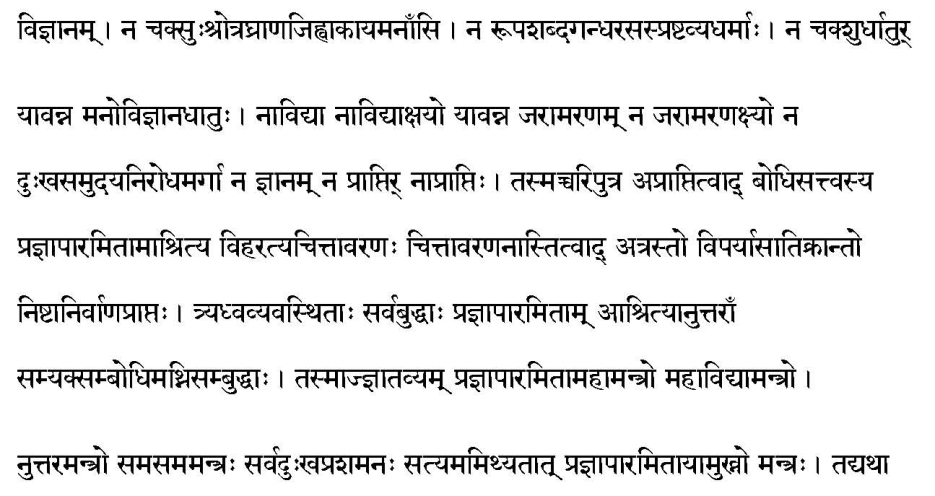 विज्ञानम् । न चक्सुःश्रोत्रघ्राणजिह्वाकायमनाँसि । न रूपशब्दगन्धरसस्प्रष्टव्यधर्माः । न चक्शुर्धातुर्
यावन्न मनोविज्ञानधातुः । नाविद्या नाविद्याक्षयो यावन्न जरामरणम् न जरामरणक्ष्यो न
दुःखसमुदयनिरोधमर्गा न ज्ञानम् न प्राप्तिर् नाप्राप्तिः । तस्मच्चरिपुत्र अप्राप्तित्वाद् बोधिसत्त्वस्य
प्रज्ञापारमितामाश्रित्य विहरत्यचित्तावरणः चित्तावरणनास्तित्वाद् अत्रस्तो विपर्यासातिक्रान्तो
निष्टानिर्वाणप्राप्तः । त्र्यध्वव्यवस्थिताः सर्वबुद्धाः प्रज्ञापारमिताम् आश्रित्यानुत्तराँ
सम्यक्सम्बोधिमभिसम्बुद्धाः । तस्माज्ज्ञातव्यम् प्रज्ञापारमितामहामन्त्रो महाविद्यामन्त्रो ।
नुत्तरमन्त्रो समसममन्त्रः सर्वदुःखप्रशमनः सत्यममिथ्यतात् प्रज्ञापारमितायामुख्नो मन्त्रः । तद्यथा